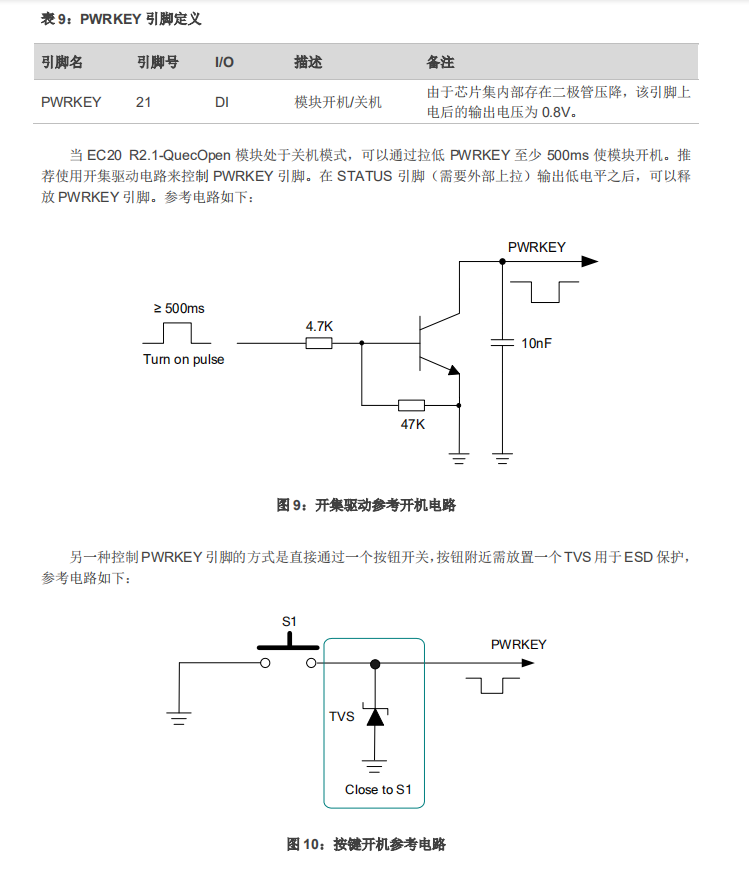 表 9：PWRKEY 引脚定义
引脚名 引脚号 I/O 描述 备注
PWRKEY 21 DI 模块开机/关机 由于芯片集内部存在二极管压降，该引脚上
电后的输出电压为 0.8V。
当 EC20 R2.1-QuecOpen 模块处于关机模式，可以通过拉低 PWRKEY 至少 500ms 使模块开机。推
荐使用开集驱动电路来控制 PWRKEY 引脚。在 STATUS 引脚（需要外部上拉）输出低电平之后，可以释
放 PWRKEY 引脚。参考电路如下：
PWRKEY
≥ 500ms
4.7K
10nF
Turn on pulse
47K
图 9：开集驱动参考开机电路
另一种控制 PWRKEY 引脚的方式是直接通过一个按钮开关，按钮附近需放置一个 TVS 用于 ESD 保护，
参考电路如下：
S1
PWRKEY
TVS
Close to S1
图 10：按键开机参考电路